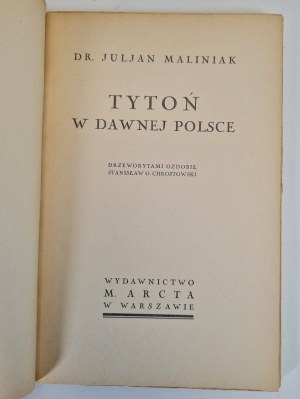 DR. JULJAN MALINIAK
TYTOŃ
W DAWNEJ POLSCE
DRZEWORYTAMI OZDOBIŁ
STANISŁAW O. CHROSTOWSKI
WYDAWNICTWO
M. ARCTA
W WARSZAWIE